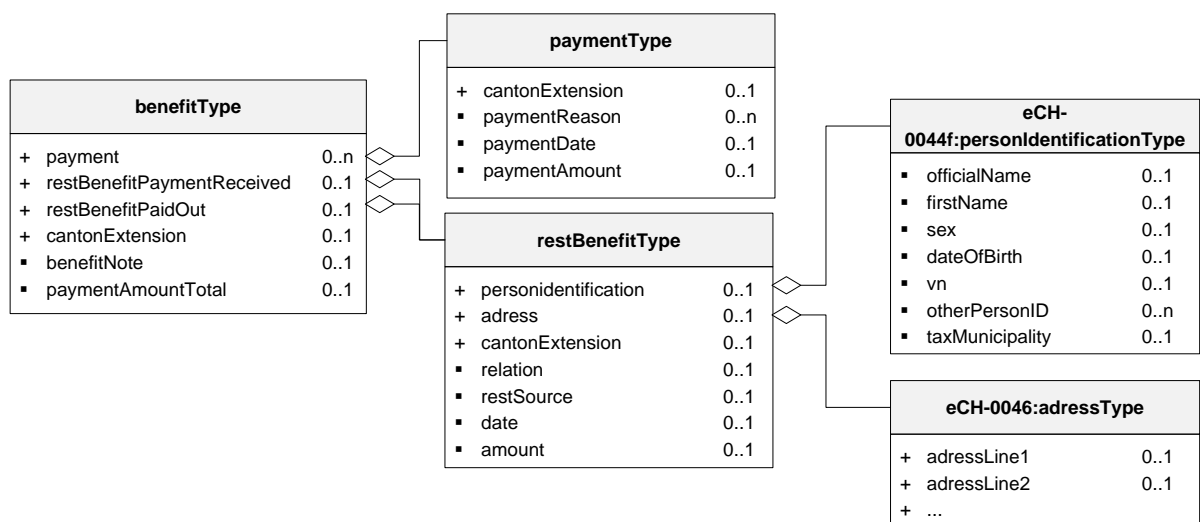 benefitType
+ payment 0..n
+ restBenefitPaymentReceived 0..1
+ restBenefitPaidOut 0..1
+ cantonExtension 0..1
▪ benefitNote 0..1
▪ paymentAmountTotal 0..1
paymentType
+ cantonExtension 0..1
▪ paymentReason 0..n
▪ paymentDate 0..1
▪ paymentAmount 0..1
restBenefitType
+ personidentification 0..1
+ adress 0..1
+ cantonExtension 0..1
▪ relation 0..1
▪ restSource 0..1
▪ date 0..1
▪ amount 0..1
eCH-
0044f:personIdentificationType
▪ officialName 0..1
▪ firstName 0..1
▪ sex 0..1
▪ dateOfBirth 0..1
▪ vn 0..1
▪ otherPersonID 0..n
▪ taxMunicipality 0..1
eCH-0046:adressType
+ adressLine1 0..1
+ adressLine2 0..1
+ ...